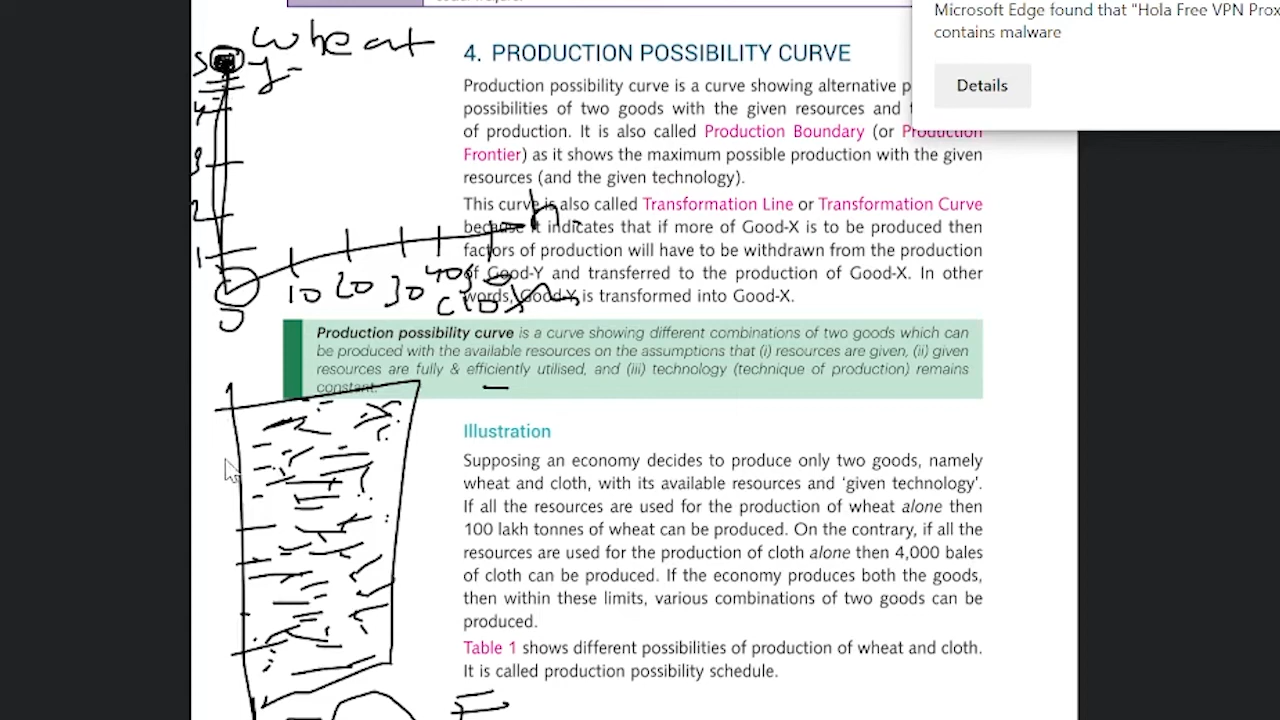 Microsoft Edge found that "Hola Free VPN Prox
contains malware
Details
wheat
y
5
4
3
2
1
0
10 20 30 40 50
4. PRODUCTION POSSIBILITY CURVE
Production possibility curve is a curve showing alternative p
possibilities of two goods with the given resources and
of production. It is also called Production Boundary (or Production
Frontier) as it shows the maximum possible production with the given
resources (and the given technology).
This curve is also called Transformation Line or Transformation Curve
because it indicates that if more of Good-X is to be produced then
factors of production will have to be withdrawn from the production
of Good-Y and transferred to the production of Good-X. In other
words, Good-Y is transformed into Good-X.
Production possibility curve is a curve showing different combinations of two goods which can
be produced with the available resources on the assumptions that (i) resources are given, (ii) given
resources are fully & efficiently utilised, and (iii) technology (technique of production) remains
constant.
Illustration
Supposing an economy decides to produce only two goods, namely
wheat and cloth, with its available resources and ‘given technology’.
If all the resources are used for the production of wheat alone then
100 lakh tonnes of wheat can be produced. On the contrary, if all the
resources are used for the production of cloth alone then 4,000 bales
of cloth can be produced. If the economy produces both the goods,
then within these limits, various combinations of two goods can be
produced.
Table 1 shows different possibilities of production of wheat and cloth.
It is called production possibility schedule.